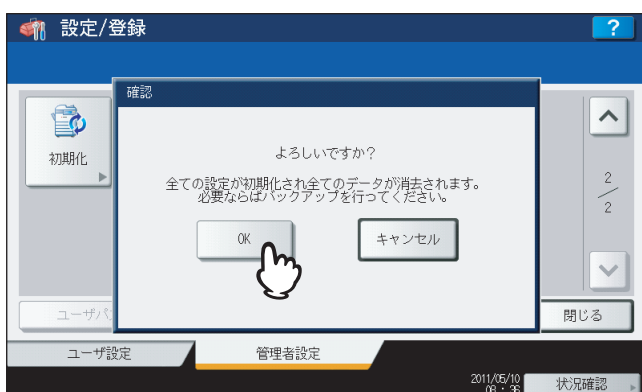 設定/登録
?
確認
初期化
よろしいですか?
全ての設定が初期化され全てのデータが消去されます。
必要ならばバックアップを行ってください。
OK
キャンセル
2
2
ユーザパ
閉じる
ユーザ設定
管理者設定
2011/05/10
状況確認